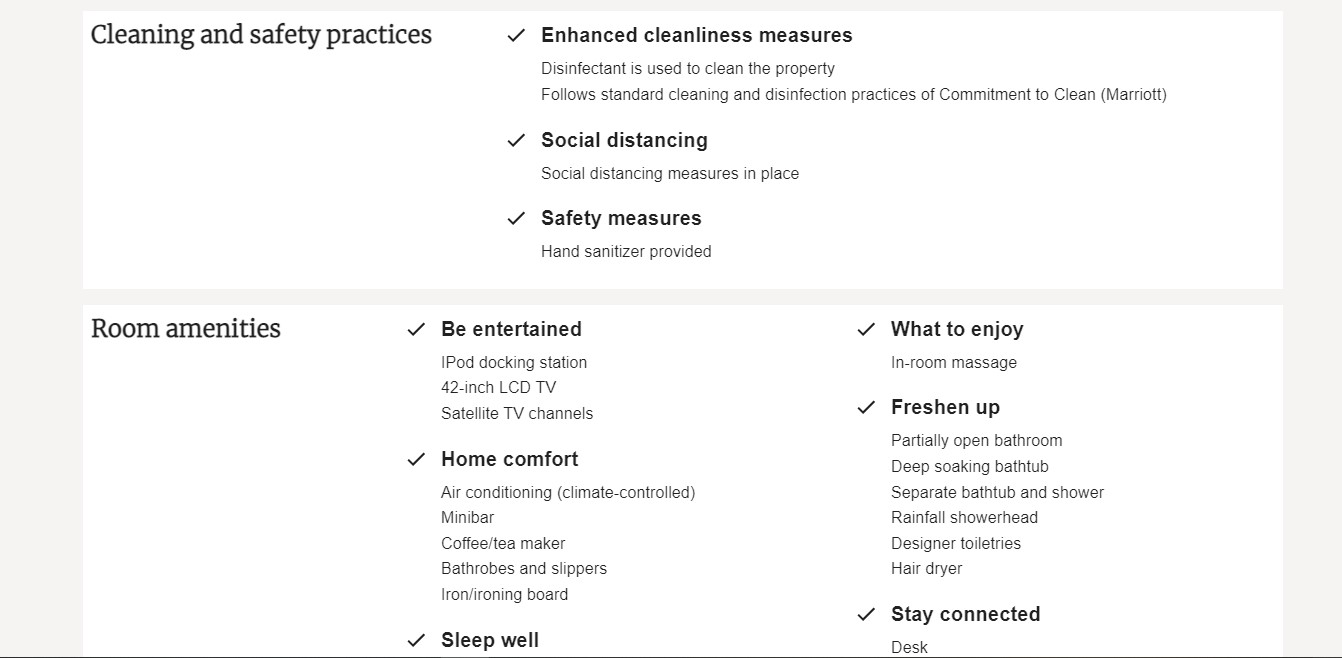 Cleaning and safety practices
Enhanced cleanliness measures
Disinfectant is used to clean the property
Follows standard cleaning and disinfection practices of Commitment to Clean (Marriott)
Social distancing
Social distancing measures in place
Safety measures
Hand sanitizer provided
Room amenities
Be entertained
IPod docking station
42-inch LCD TV
Satellite TV channels
Home comfort
Air conditioning (climate-controlled)
Minibar
Coffee/tea maker
Bathrobes and slippers
Iron/ironing board
Sleep well
What to enjoy
In-room massage
Freshen up
Partially open bathroom
Deep soaking bathtub
Separate bathtub and shower
Rainfall showerhead
Designer toiletries
Hair dryer
Stay connected
Desk